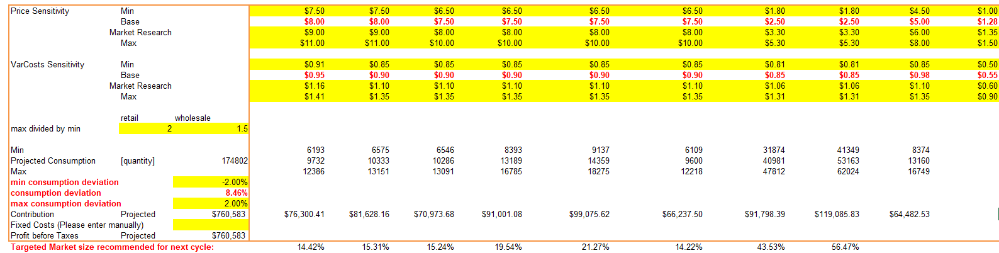 Price Sensitivity Min $7.50 $7.50 $6.50 $6.50 $6.50 $6.50 $1.80 $1.80 $4.50 $1.00
Base $8.00 $8.00 $7.50 $7.50 $7.50 $7.50 $2.50 $2.50 $5.00 $1.28
Market Research $9.00 $9.00 $8.00 $8.00 $8.00 $8.00 $3.30 $3.30 $6.00 $1.35
Max $11.00 $11.00 $10.00 $10.00 $10.00 $10.00 $5.30 $5.30 $8.00 $1.50
VarCosts Sensitivity Min $0.91 $0.85 $0.85 $0.85 $0.85 $0.85 $0.81 $0.81 $0.85 $0.50
Base $0.95 $0.90 $0.90 $0.90 $0.90 $0.90 $0.85 $0.85 $0.98 $0.55
Market Research $1.16 $1.10 $1.10 $1.10 $1.10 $1.10 $1.06 $1.06 $1.10 $0.60
Max $1.41 $1.35 $1.35 $1.35 $1.35 $1.35 $1.31 $1.31 $1.35 $0.90
retail wholesale
max divided by min 2 1.5
Min 6193 6575 6546 8393 9137 6109 31874 41349 8374
Projected Consumption [quantity] 174802 9732 10333 10286 13189 14359 9600 40981 53163 13160
Max 12386 13151 13091 16785 18275 12218 47812 62024 16749
min consumption deviation -2.00%
consumption deviation 8.46%
max consumption deviation 2.00%
Contribution Projected $760,583 $76,300.41 $81,628.16 $70,973.68 $91,001.08 $99,075.62 $66,237.50 $91,798.39 $119,085.83 $64,482.53
Fixed Costs (Please enter manually)
Profit before Taxes Projected $760,583
Targeted Market size recommended for next cycle: 14.42% 15.31% 15.24% 19.54% 21.27% 14.22% 43.53% 56.47%